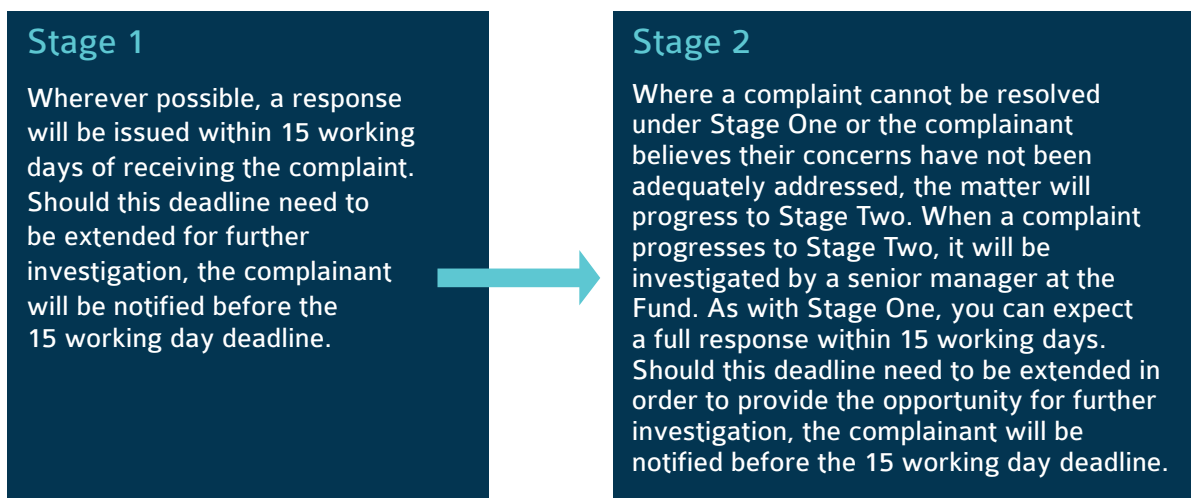 Stage 1
Wherever possible, a response
will be issued within 15 working
days of receiving the complaint.
Should this deadline need to
be extended for further
investigation, the complainant
will be notified before the
15 working day deadline.
Stage 2
Where a complaint cannot be resolved
under Stage One or the complainant
believes their concerns have not been
adequately addressed, the matter will
progress to Stage Two. When a complaint
progresses to Stage Two, it will be
investigated by a senior manager at the
Fund. As with Stage One, you can expect
a full response within 15 working days.
Should this deadline need to be extended in
order to provide the opportunity for further
investigation, the complainant will be
notified before the 15 working day deadline.